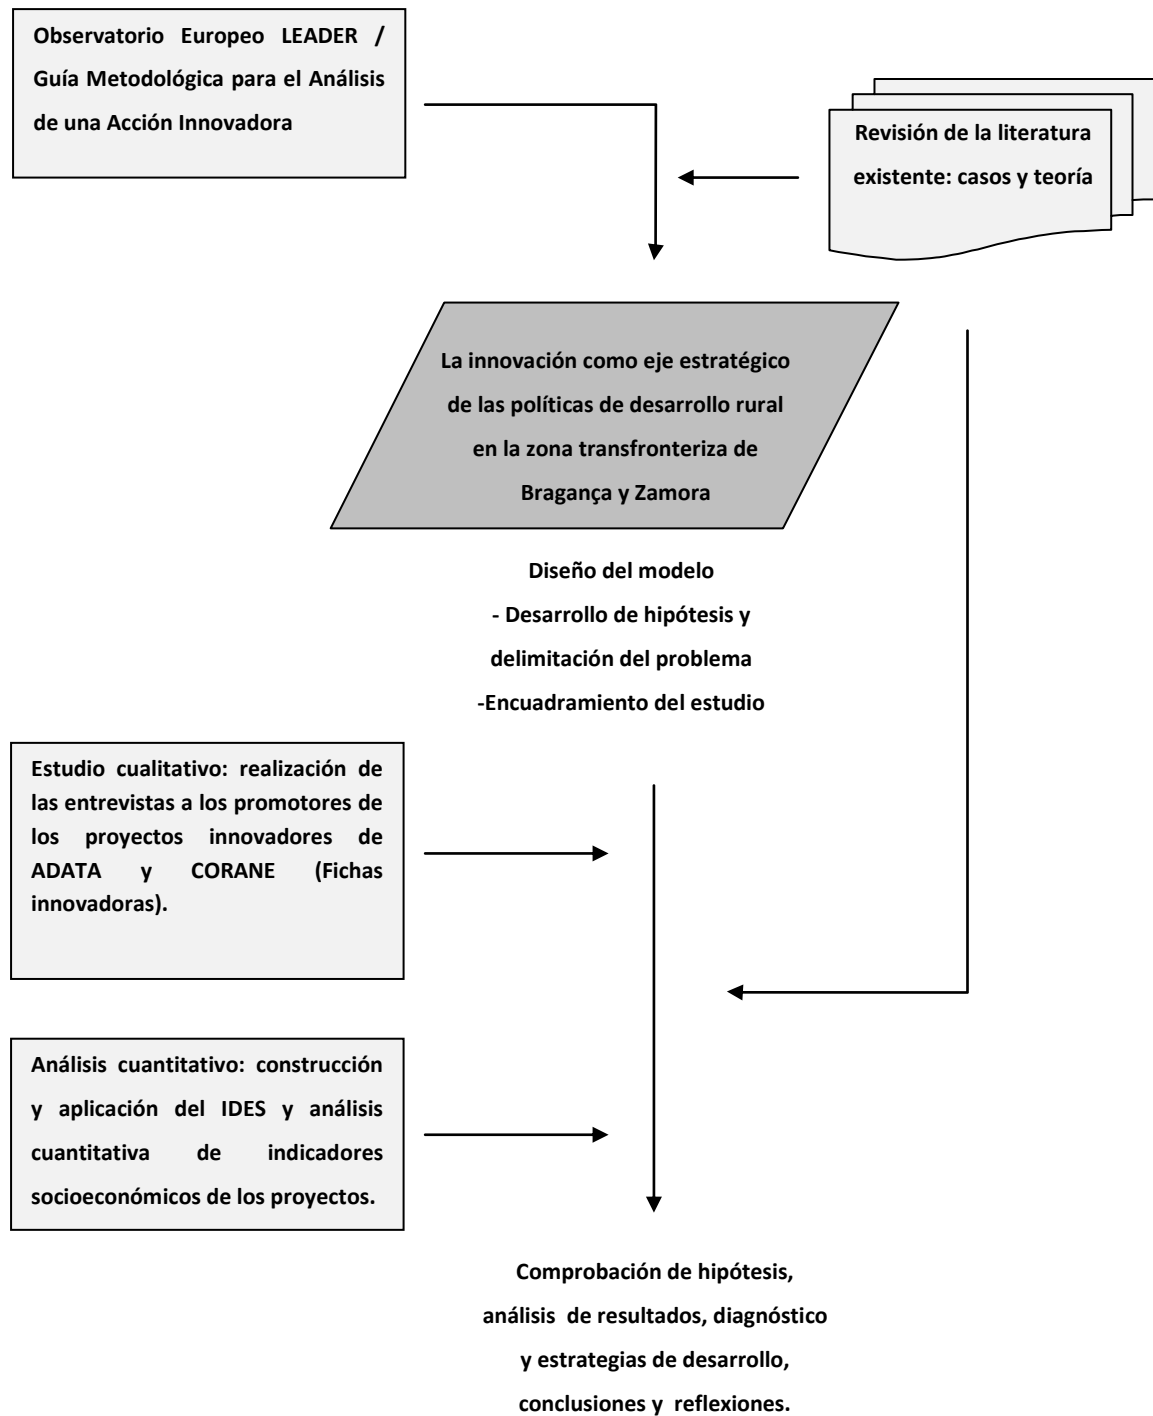 Observatorio Europeo LEADER /
Guía Metodológica para el Análisis
de una Acción Innovadora
Revisión de la literatura
existente: casos y teoría
La innovación como eje estratégico
de las políticas de desarrollo rural
en la zona transfronteriza de
Bragança y Zamora
Diseño del modelo
- Desarrollo de hipótesis y
delimitación del problema
-Encuadramiento del estudio
Estudio cualitativo: realización de
las entrevistas a los promotores de
los proyectos innovadores de
ADATA y CORANE (Fichas
innovadoras).
Análisis cuantitativo: construcción
y aplicación del IDES y análisis
cuantitativa de indicadores
socioeconómicos de los proyectos.
Comprobación de hipótesis,
análisis de resultados, diagnóstico
y estrategias de desarrollo,
conclusiones y reflexiones.